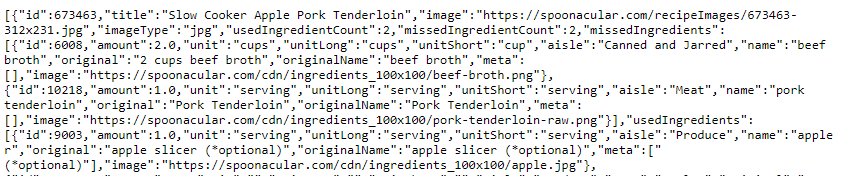 [{"id":673463,"title":"Slow Cooker Apple Pork Tenderloin","image":"https://spoonacular.com/recipeImages/673463-
312x231.jpg","imageType":"jpg","usedIngredientCount":2,"missedIngredientCount":2,"missedIngredients":
[{"id":6008,"amount":2.0,"unit":"cups","unitLong":"cups","unitShort":"cup","aisle":"Canned and Jarred","name":"beef
broth","original":"2 cups beef broth","originalName":"beef broth","meta":
[],"image":"https://spoonacular.com/cdn/ingredients_100x100/beef-broth.png"},
{"id":10218,"amount":1.0,"unit":"serving","unitLong":"serving","unitShort":"serving","aisle":"Meat","name":"pork
tenderloin","original":"Pork Tenderloin","originalName":"Pork Tenderloin","meta":
[],"image":"https://spoonacular.com/cdn/ingredients_100x100/pork-tenderloin-raw.png"}],"usedIngredients":
[{"id":9003,"amount":1.0,"unit":"serving","unitLong":"serving","unitShort":"serving","aisle":"Produce","name":"apple
r","original":"apple slicer (*optional)","originalName":"apple slicer (*optional)","meta":["
(*optional)"],"image":"https://spoonacular.com/cdn/ingredients_100x100/apple.jpg"},